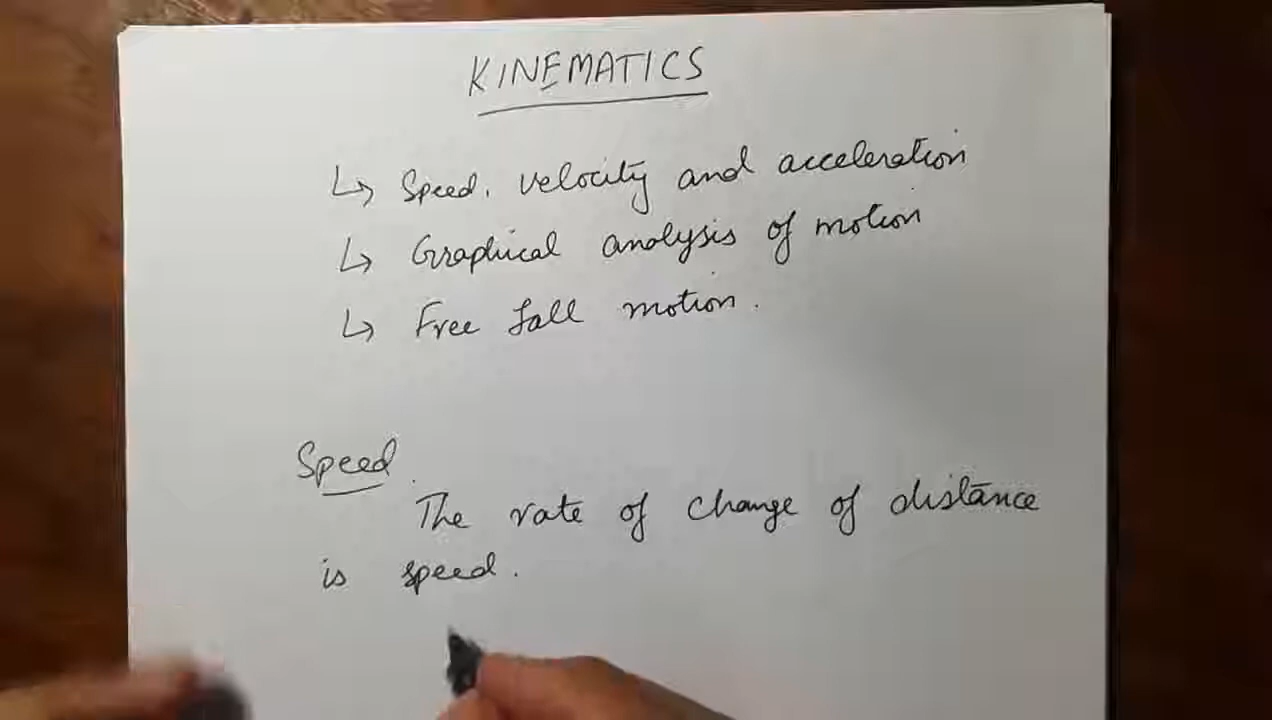 KINEMATICS
↳ Speed, velocity and acceleration
↳ Graphical analysis of motion
↳ Free fall motion.
Speed.
The rate of change of distance
is speed.